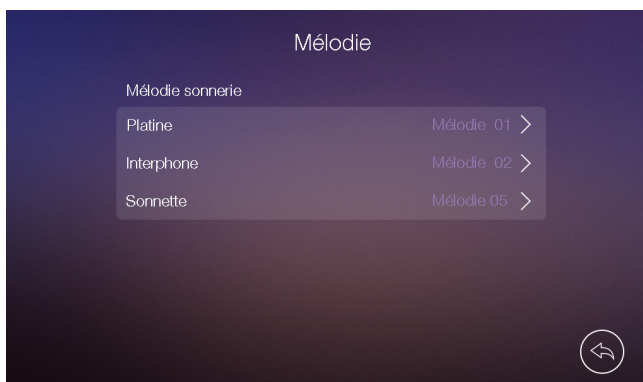 Mélodie
Mélodie sonnerie
Platine Mélodie 01
Interphone Mélodie 02
Sonnette Mélodie 05